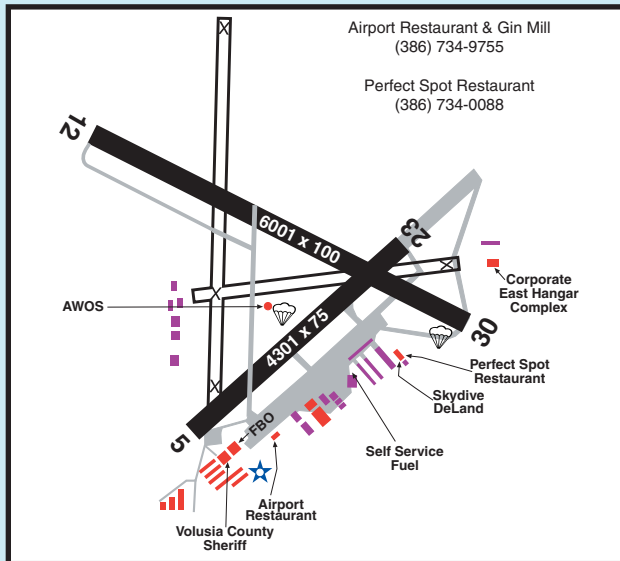 Airport Restaurant & Gin Mill
(386) 734-9755
Perfect Spot Restaurant
(386) 734-0088
12
X
6001 x 100
23
X
Corporate
East Hangar
Complex
X
AWOS
4301 x 75
30
Perfect Spot
Restaurant
Skydive
DeLand
X
5
FBO
Self Service
Fuel
Airport
Restaurant
Volusia County
Sheriff